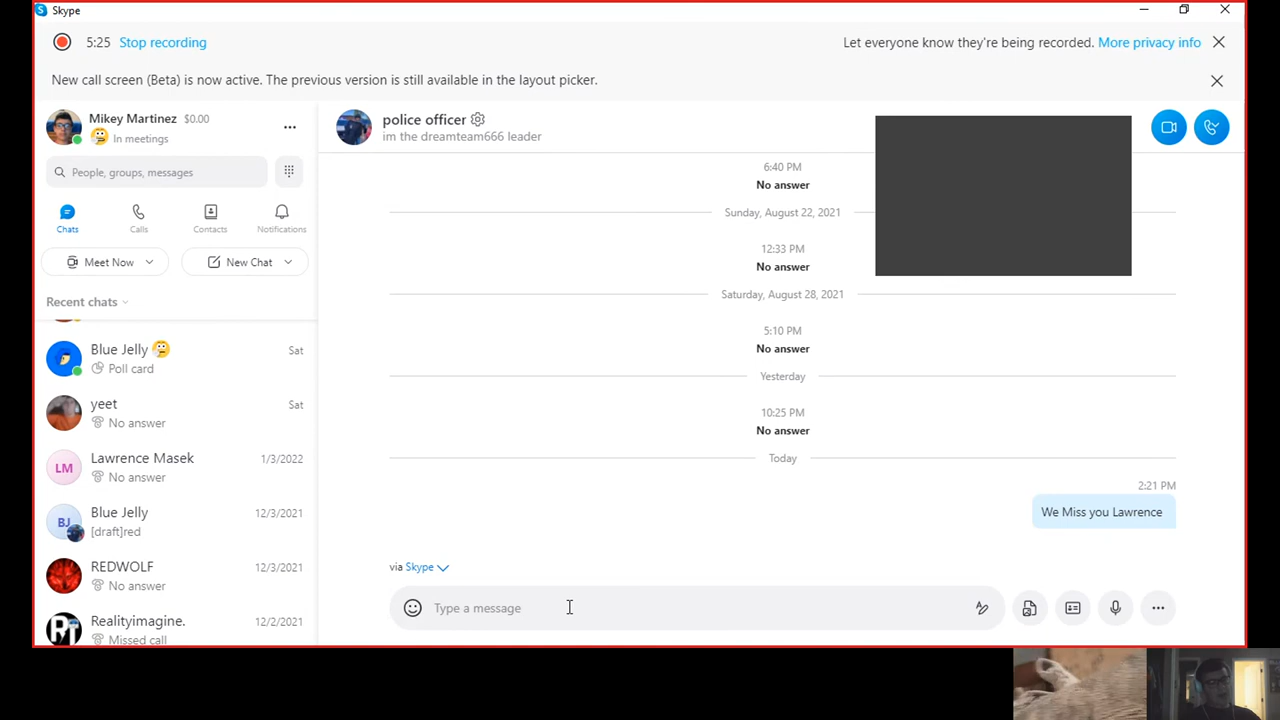 Skype
5:25 Stop recording
Let everyone know they're being recorded. More privacy info
New call screen (Beta) is now active. The previous version is still available in the layout picker.
Mikey Martinez $0.00
In meetings
People, groups, messages
Chats Calls Contacts Notifications
Meet Now New Chat
Recent chats
Blue Jelly Sat
Poll card
yeet Sat
No answer
LM Lawrence Masek 1/3/2022
No answer
BJ Blue Jelly 12/3/2021
[draft]red
REDWOLF 12/3/2021
No answer
RT Realityimagine. 12/2/2021
Missed call
police officer
im the dreamteam666 leader
6:40 PM
No answer
Sunday, August 22, 2021
12:33 PM
No answer
Saturday, August 28, 2021
5:10 PM
No answer
Yesterday
10:25 PM
No answer
Today
2:21 PM
We Miss you Lawrence
via Skype
Type a message